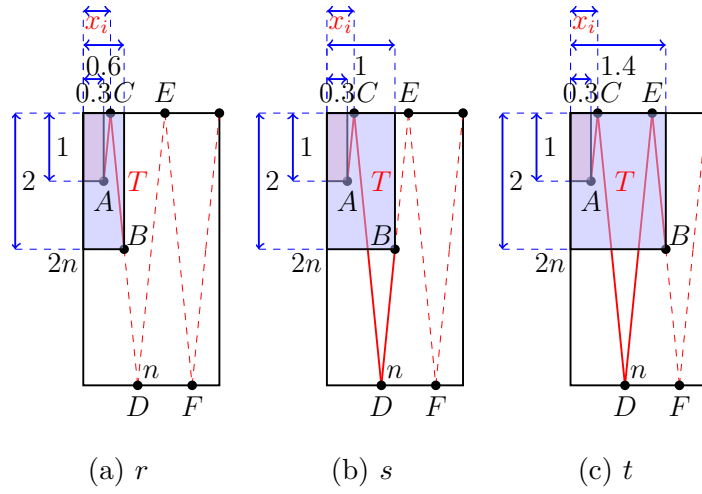 x_i x_i x_i
0.6 1 1.4
0.3 C E 0.3 C E 0.3 C E
1 1 1
2 A T 2 A T 2 A T
B B B
2n 2n 2n
n n n
D F D F D F
(a) r (b) s (c) t